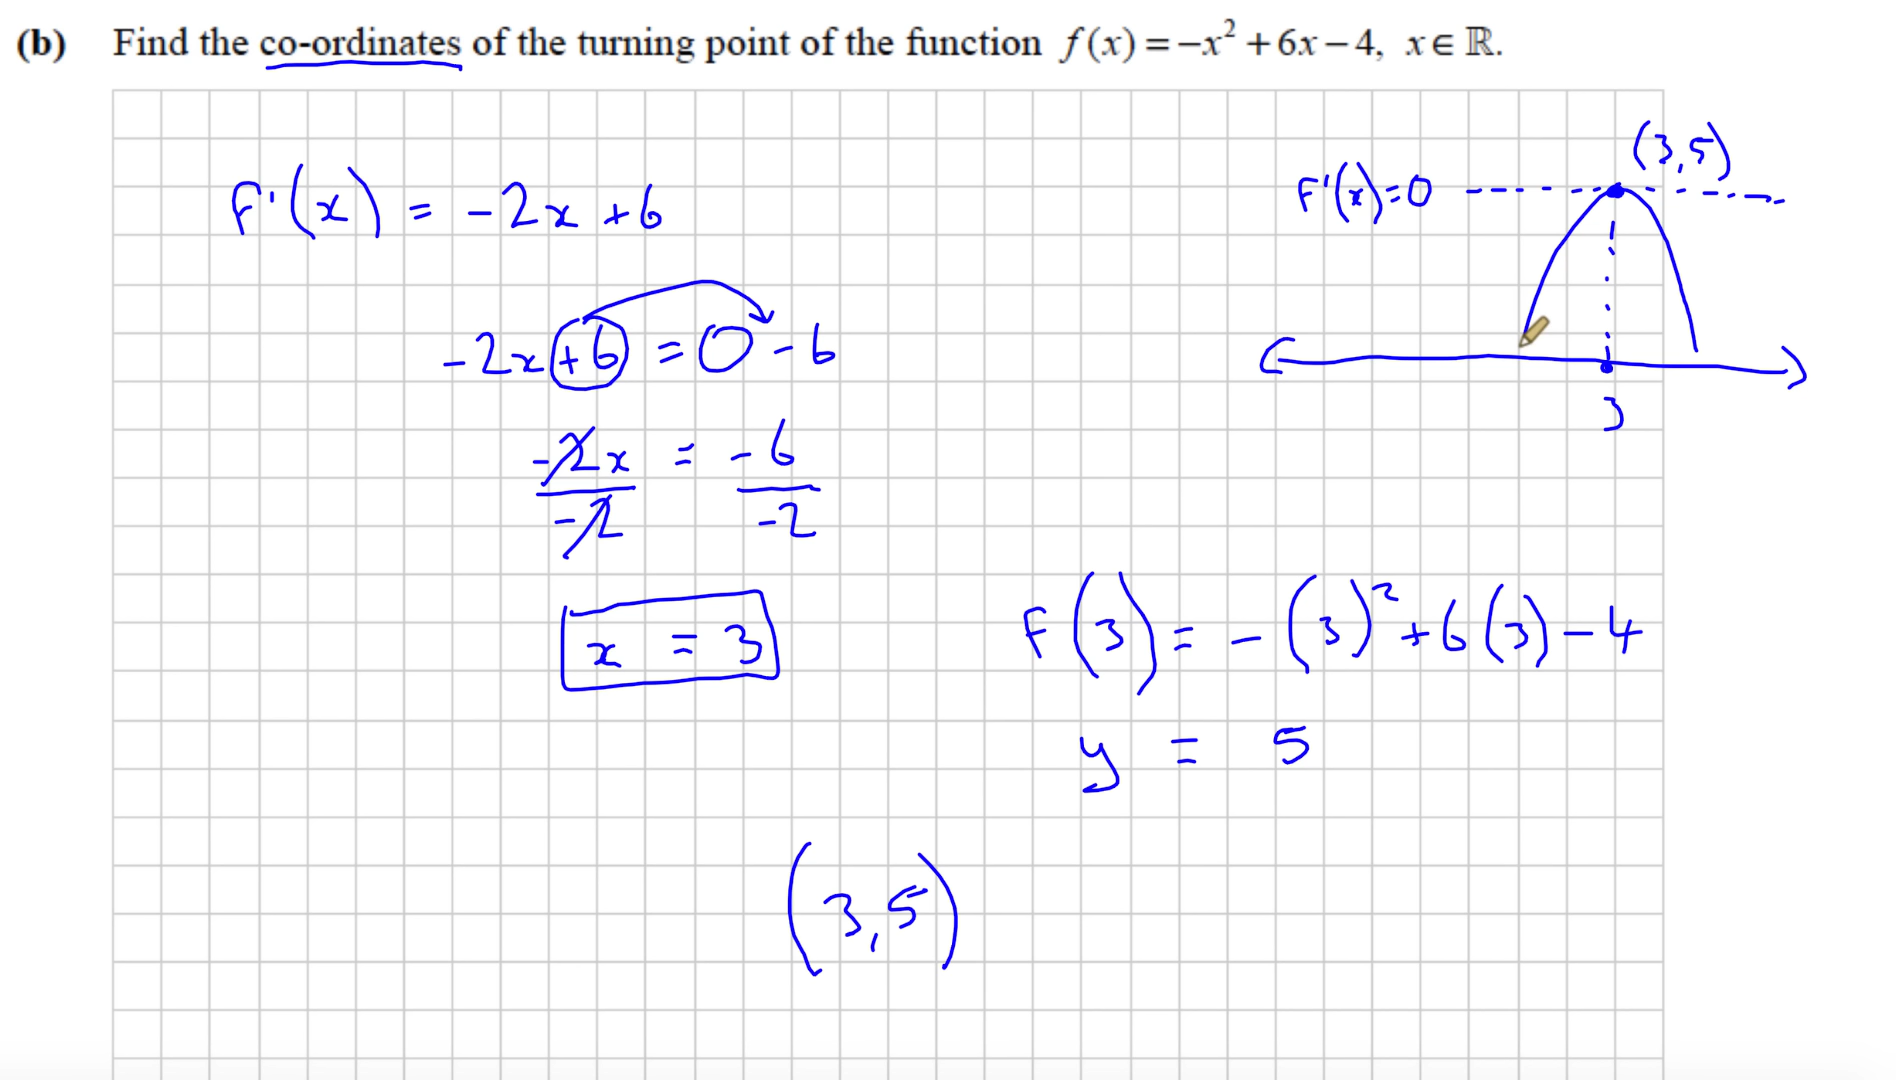 (b) Find the co-ordinates of the turning point of the function f(x) = −x² + 6x − 4, x ∈ ℝ.
(3,5)
F'(x) = -2x +6
F'(x)=0
-2x+6 = 0 - 6
-2x = -6
-2 -2
3
x = 3
F(3) = -(3)² +6(3)-4
y = 5
(3,5)